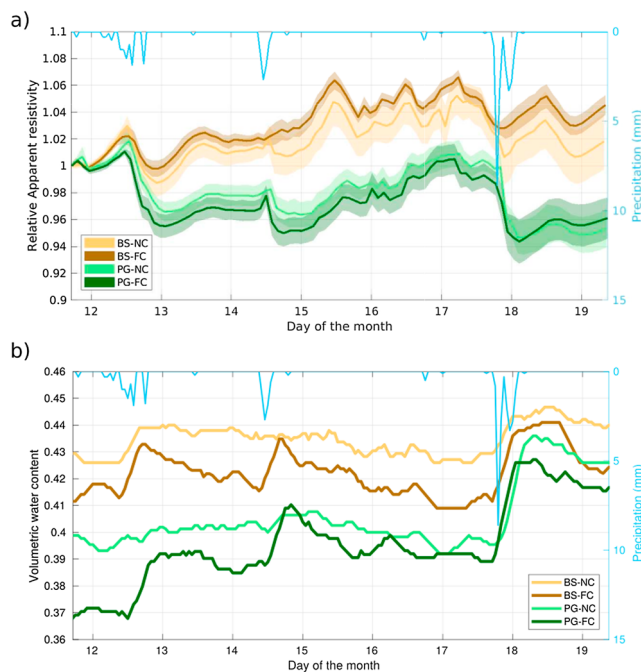 a)
1.1
1.08
1.06
1.04
1.02
1
0.98
0.96
0.94
0.92
0.9
Relative Apparent resistivity
0
5
10
15
Precipitation (mm)
BS-NC
BS-FC
PG-NC
PG-FC
12 13 14 15 16 17 18 19
Day of the month
b)
0.46
0.45
0.44
0.43
0.42
0.41
0.4
0.39
0.38
0.37
0.36
Volumetric water content
0
5
10
15
Precipitation (mm)
BS-NC
BS-FC
PG-NC
PG-FC
12 13 14 15 16 17 18 19
Day of the month